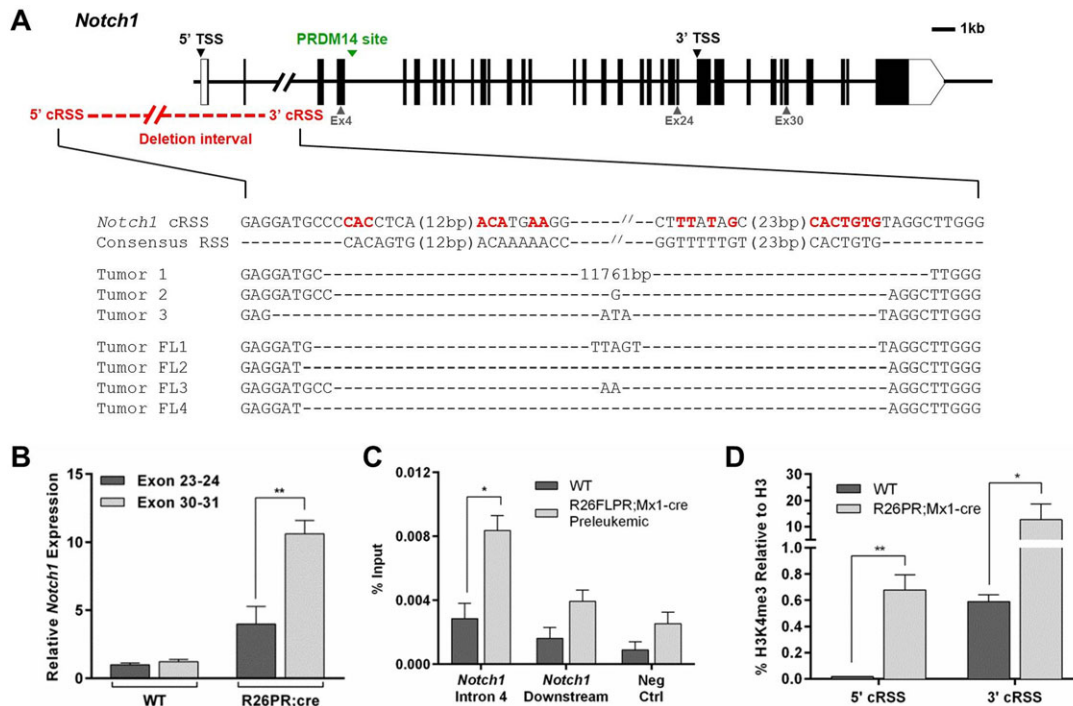 A
Notch1
5' TSS
PRDM14 site
3' TSS
1kb
5' cRSS
3' cRSS
Deletion interval
Ex4
Ex24
Ex30
Notch1 cRSS GAGGATGCCCCACCTCA(12bp)ACATGAAGG-----//--CTTTATAGC(23bp)CACTGTGTAGGCTTGGG
Consensus RSS ----------CACAGTG(12bp)ACAAAAACC-----//--GGTTTTTGT(23bp)CACTGTG----------
Tumor 1 GAGGATGC------11761bp------TTGGG
Tumor 2 GAGGATGCC------G------AGGCTTGGG
Tumor 3 GAG------ATA------TAGGCTTGGG
Tumor FL1 GAGGATG------TTAGT------TAGGCTTGGG
Tumor FL2 GAGGAT------AGGCTTGGG
Tumor FL3 GAGGATGCC------AA------TAGGCTTGGG
Tumor FL4 GAGGAT------AGGCTTGGG
B
Relative Notch1 Expression
15
10
5
0
Exon 23-24
Exon 30-31
**
WT
R26PR;cre
C
% Input
0.012
0.008
0.004
0.000
WT
R26FLPR;Mx1-cre
Preleukemic
*
Notch1
Intron 4
Notch1
Downstream
Neg
Ctrl
D
% H3K4me3 Relative to H3
30
25
20
15
10
5
1.0
0.8
0.6
0.4
0.2
0.0
WT
R26PR;Mx1-cre
**
*
5' cRSS
3' cRSS